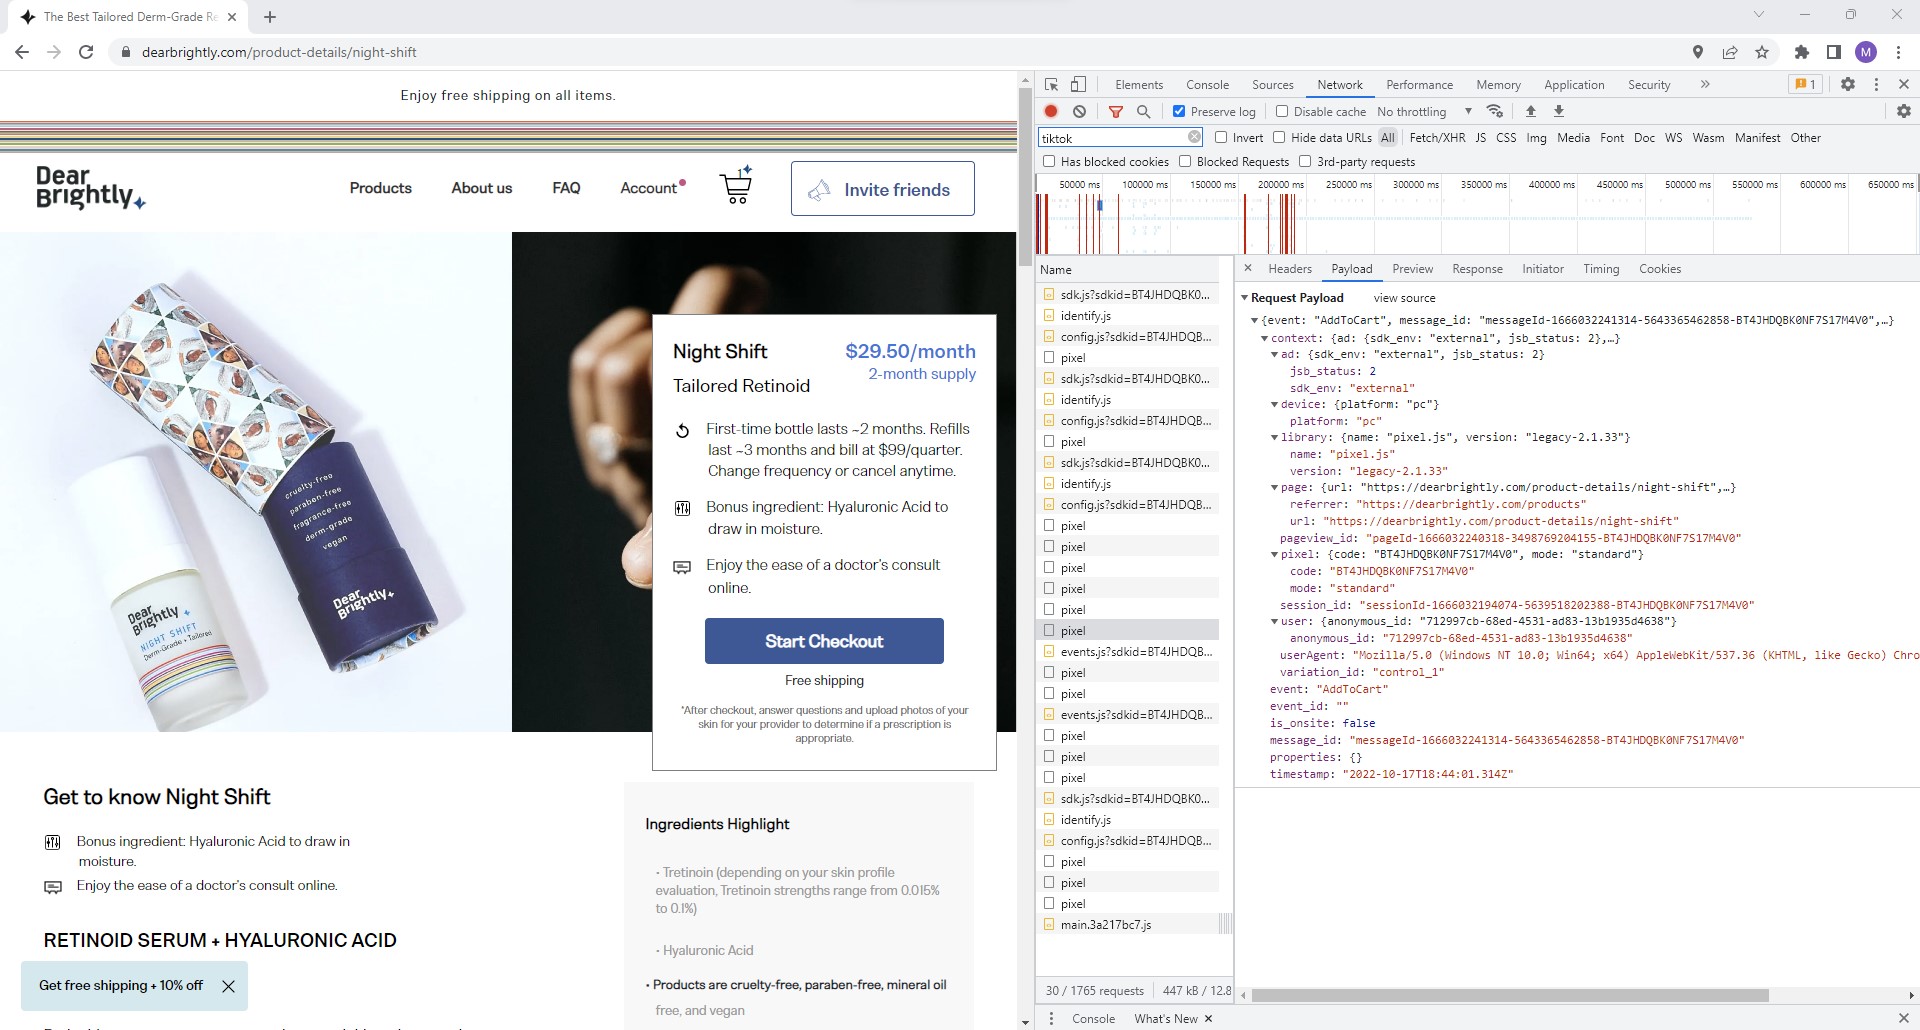 The Best Tailored Derm-Grade Re
dearbrightly.com/product-details/night-shift
M
Enjoy free shipping on all items.
Dear
Brightly
Products
About us
FAQ
Account
1
Invite friends
cruelty-free
paraben-free
fragrance-free
derm-grade
vegan
Dear
Brightly
Dear
Brightly
NIGHT SHIFT
Derm-Grade + Tailored
Night Shift
$29.50/month
Tailored Retinoid
2-month supply
First-time bottle lasts ~2 months. Refills
last ~3 months and bill at $99/quarter.
Change frequency or cancel anytime.
Bonus ingredient: Hyaluronic Acid to
draw in moisture.
Enjoy the ease of a doctor's consult
online.
Start Checkout
Free shipping
*After checkout, answer questions and upload photos of your
skin for your provider to determine if a prescription is
appropriate.
Get to know Night Shift
Bonus ingredient: Hyaluronic Acid to draw in
moisture.
Enjoy the ease of a doctor's consult online.
RETINOID SERUM + HYALURONIC ACID
Get free shipping + 10% off
Ingredients Highlight
• Tretinoin (depending on your skin profile
evaluation, Tretinoin strengths range from 0.015%
to 0.1%)
• Hyaluronic Acid
• Products are cruelty-free, paraben-free, mineral oil
free, and vegan
Elements Console Sources Network Performance Memory Application Security » 1
Preserve log Disable cache No throttling
tiktok Invert Hide data URLs All Fetch/XHR JS CSS Img Media Font Doc WS Wasm Manifest Other
Has blocked cookies Blocked Requests 3rd-party requests
50000 ms 100000 ms 150000 ms 200000 ms 250000 ms 300000 ms 350000 ms 400000 ms 450000 ms 500000 ms 550000 ms 600000 ms 650000 ms
Name
sdk.js?sdkid=BT4JHDQBK0...
identify.js
config.js?sdkid=BT4JHDQB...
pixel
sdk.js?sdkid=BT4JHDQBK0...
identify.js
config.js?sdkid=BT4JHDQB...
pixel
sdk.js?sdkid=BT4JHDQBK0...
identify.js
config.js?sdkid=BT4JHDQB...
pixel
pixel
pixel
pixel
pixel
pixel
events.js?sdkid=BT4JHDQB...
pixel
pixel
events.js?sdkid=BT4JHDQB...
pixel
pixel
pixel
sdk.js?sdkid=BT4JHDQBK0...
identify.js
config.js?sdkid=BT4JHDQB...
pixel
pixel
pixel
main.3a217bc7.js
30 / 1765 requests 447 kB / 12.8
Headers Payload Preview Response Initiator Timing Cookies
Request Payload view source
{event: "AddToCart", message_id: "messageId-1666032241314-5643365462858-BT4JHDQBK0NF7S17M4V0",…}
context: {ad: {sdk_env: "external", jsb_status: 2},…}
ad: {sdk_env: "external", jsb_status: 2}
jsb_status: 2
sdk_env: "external"
device: {platform: "pc"}
platform: "pc"
library: {name: "pixel.js", version: "legacy-2.1.33"}
name: "pixel.js"
version: "legacy-2.1.33"
page: {url: "https://dearbrightly.com/product-details/night-shift",…}
referrer: "https://dearbrightly.com/products"
url: "https://dearbrightly.com/product-details/night-shift"
pageview_id: "pageId-1666032240318-3498769204155-BT4JHDQBK0NF7S17M4V0"
pixel: {code: "BT4JHDQBK0NF7S17M4V0", mode: "standard"}
code: "BT4JHDQBK0NF7S17M4V0"
mode: "standard"
session_id: "sessionId-1666032194074-5639518202388-BT4JHDQBK0NF7S17M4V0"
user: {anonymous_id: "712997cb-68ed-4531-ad83-13b1935d4638"}
anonymous_id: "712997cb-68ed-4531-ad83-13b1935d4638"
userAgent: "Mozilla/5.0 (Windows NT 10.0; Win64; x64) AppleWebKit/537.36 (KHTML, like Gecko) Chro
variation_id: "control_1"
event: "AddToCart"
event_id: ""
is_onsite: false
message_id: "messageId-1666032241314-5643365462858-BT4JHDQBK0NF7S17M4V0"
properties: {}
timestamp: "2022-10-17T18:44:01.314Z"
Console What's New